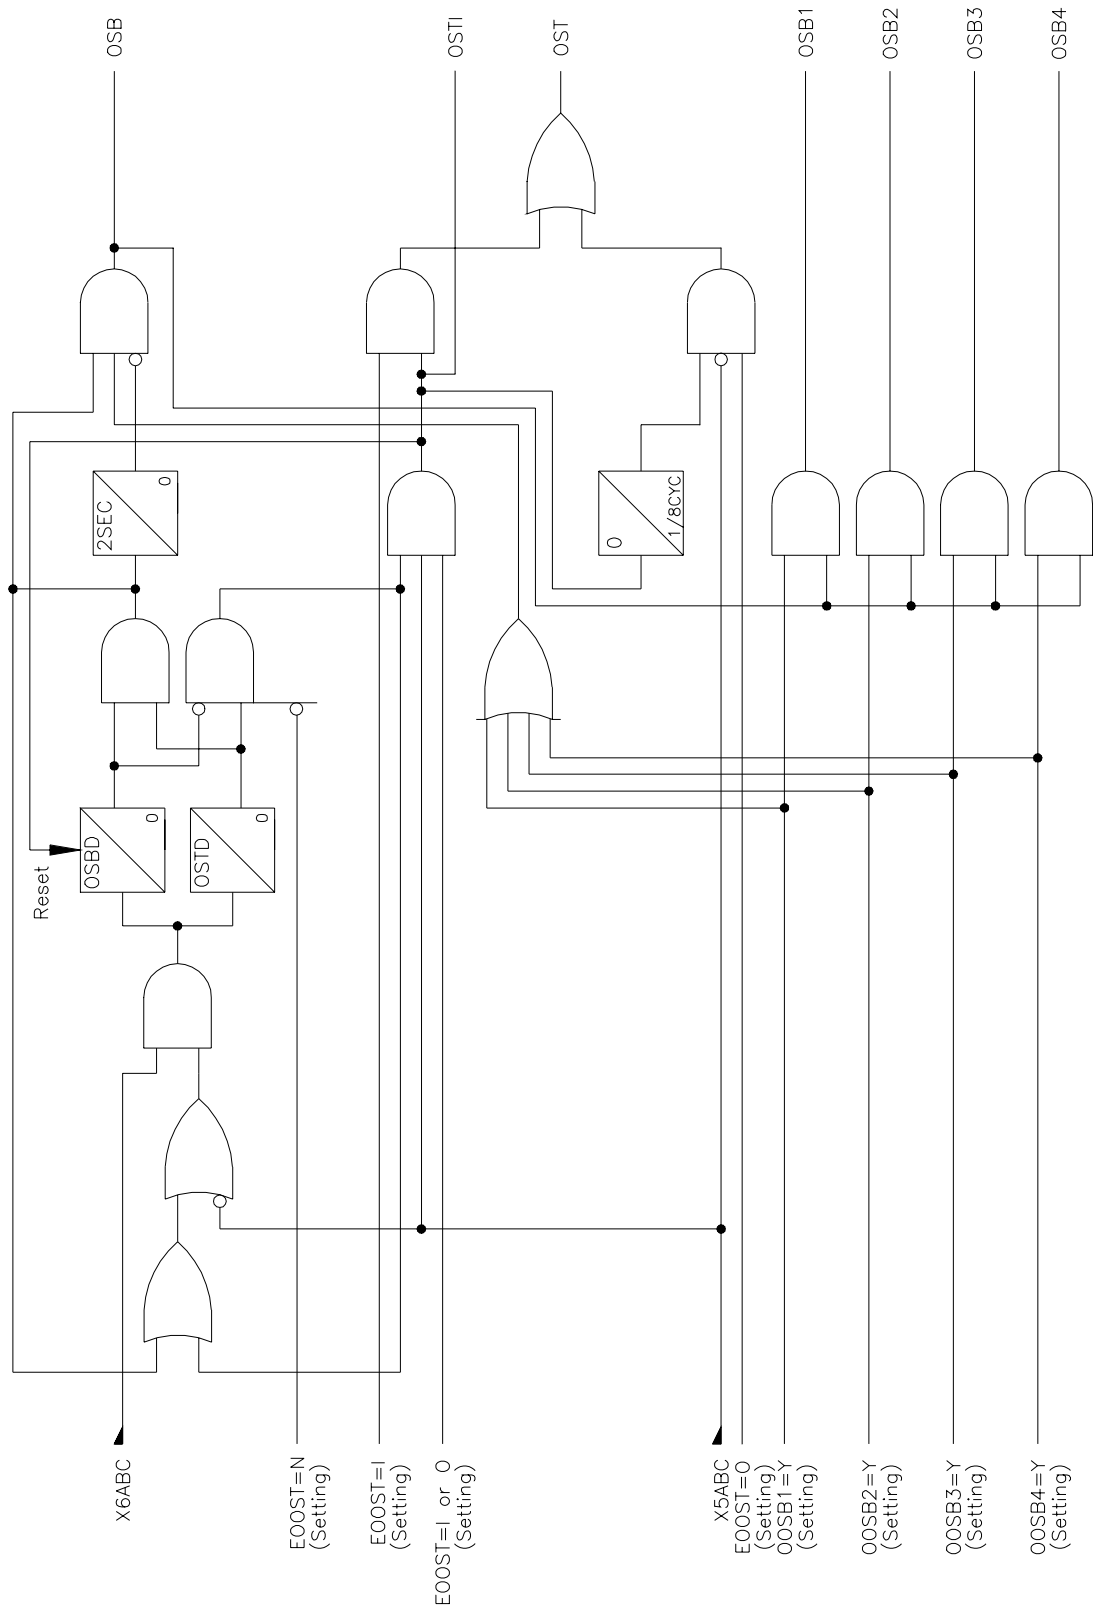 X6ABC
EOOST=N
(Setting)
EOOST=I
(Setting)
EOOST=I or O
(Setting)
X5ABC
EOOST=O
(Setting)
OOSB1=Y
(Setting)
OOSB2=Y
(Setting)
OOSB3=Y
(Setting)
OOSB4=Y
(Setting)
Reset
OSBD
0
OSTD
0
2SEC
0
0
1/8CYC
OSB
OSTI
OST
OSB1
OSB2
OSB3
OSB4